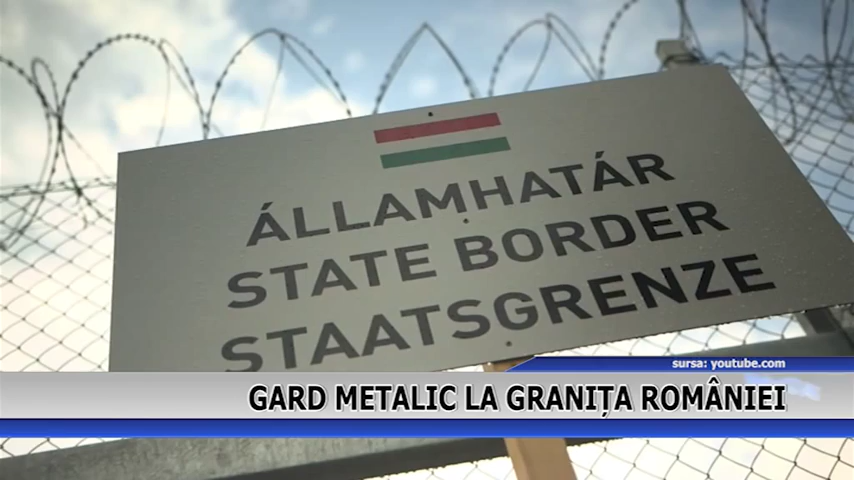 ÁLLAMHATÁR
STATE BORDER
STAATSGRENZE
sursa: youtube.com
GARD METALIC LA GRANIȚA ROMÂNIEI